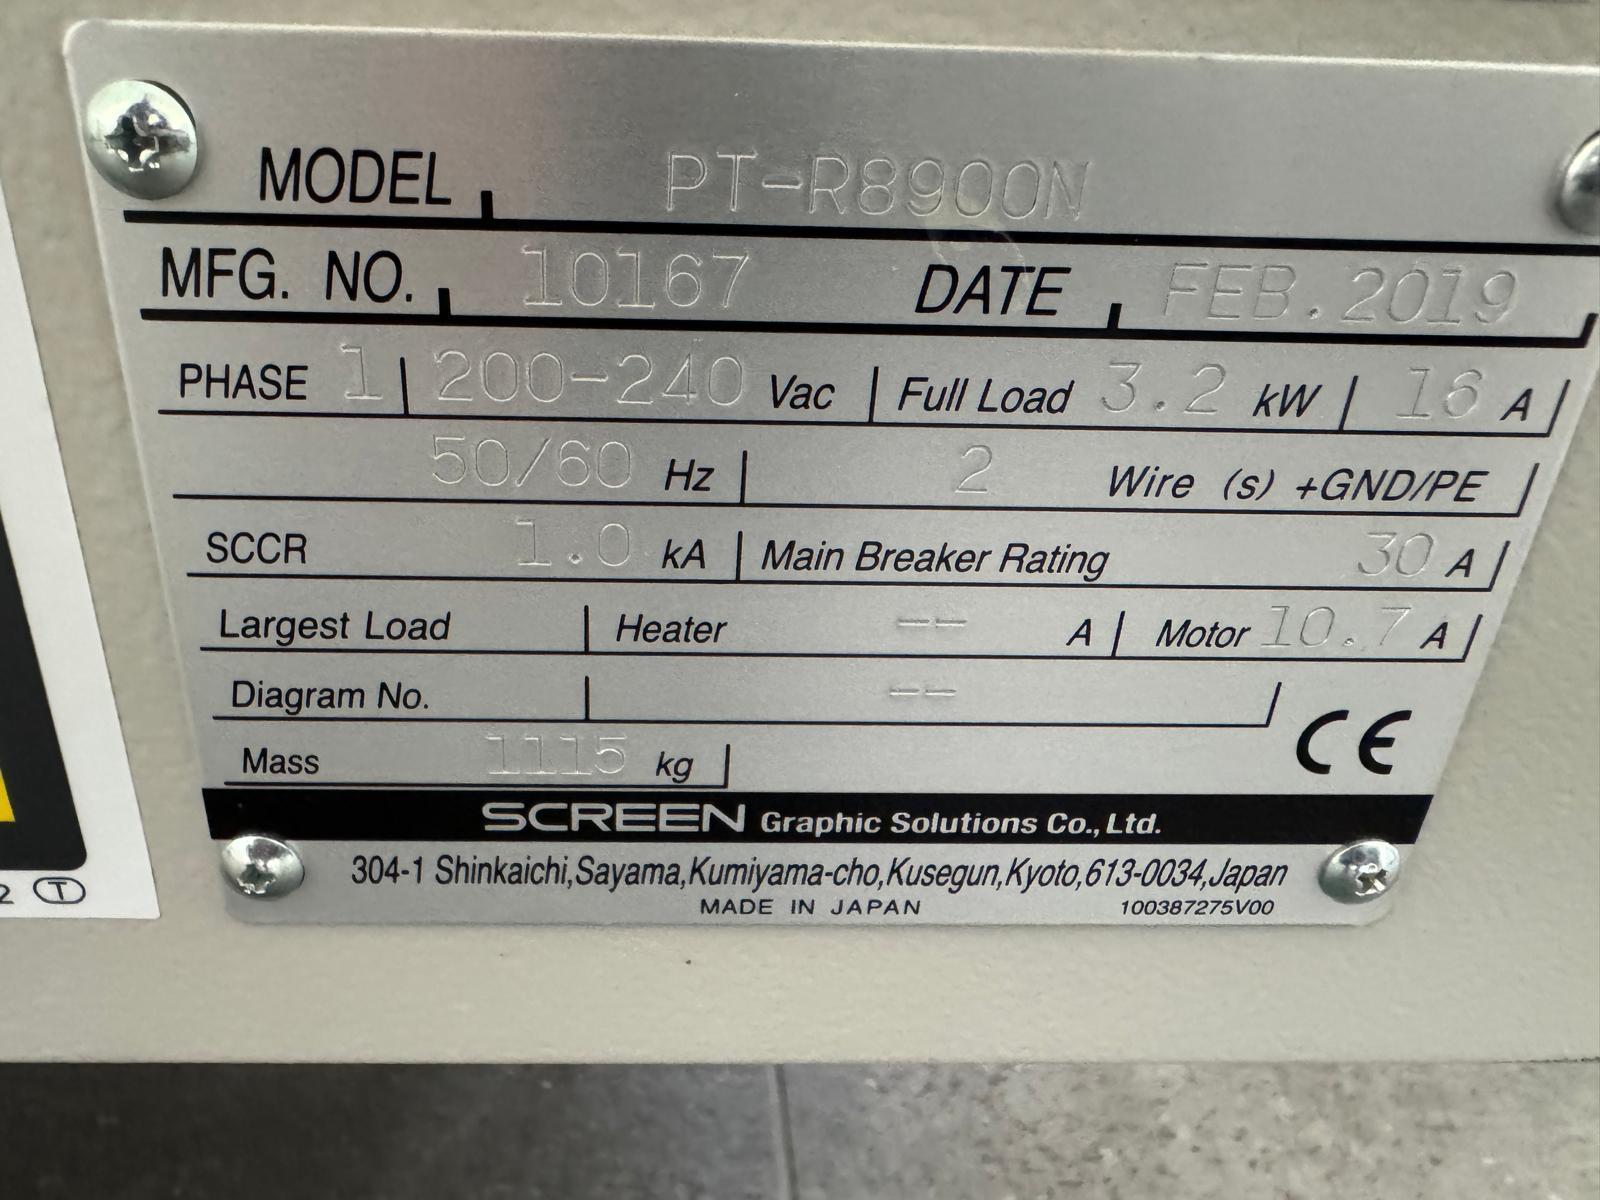 MODEL PT-R8900N
MFG. NO. 10167 DATE FEB.2019
PHASE 1 200-240 Vac Full Load 3.2 kW 16 A
50/60 Hz 2 Wire (s) +GND/PE
SCCR 1.0 kA Main Breaker Rating 30 A
Largest Load Heater -- A Motor 10.7 A
Diagram No. --
CE
Mass 1115 kg
SCREEN Graphic Solutions Co., Ltd.
304-1 Shinkaichi,Sayama,Kumiyama-cho,Kusegun,Kyoto,613-0034,Japan
MADE IN JAPAN 100387275V00
2 T